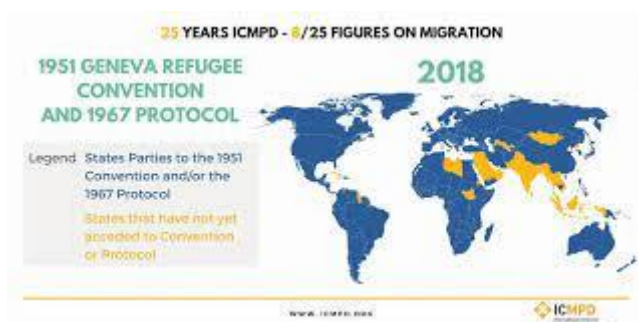 25 YEARS ICMPD - 8/25 FIGURES ON MIGRATION
1951 GENEVA REFUGEE
CONVENTION
AND 1967 PROTOCOL
2018
Legend States Parties to the 1951
Convention and/or the
1967 Protocol
States that have not yet
acceded to Convention
or Protocol
WWW.ICMPD.ORG
ICMPD